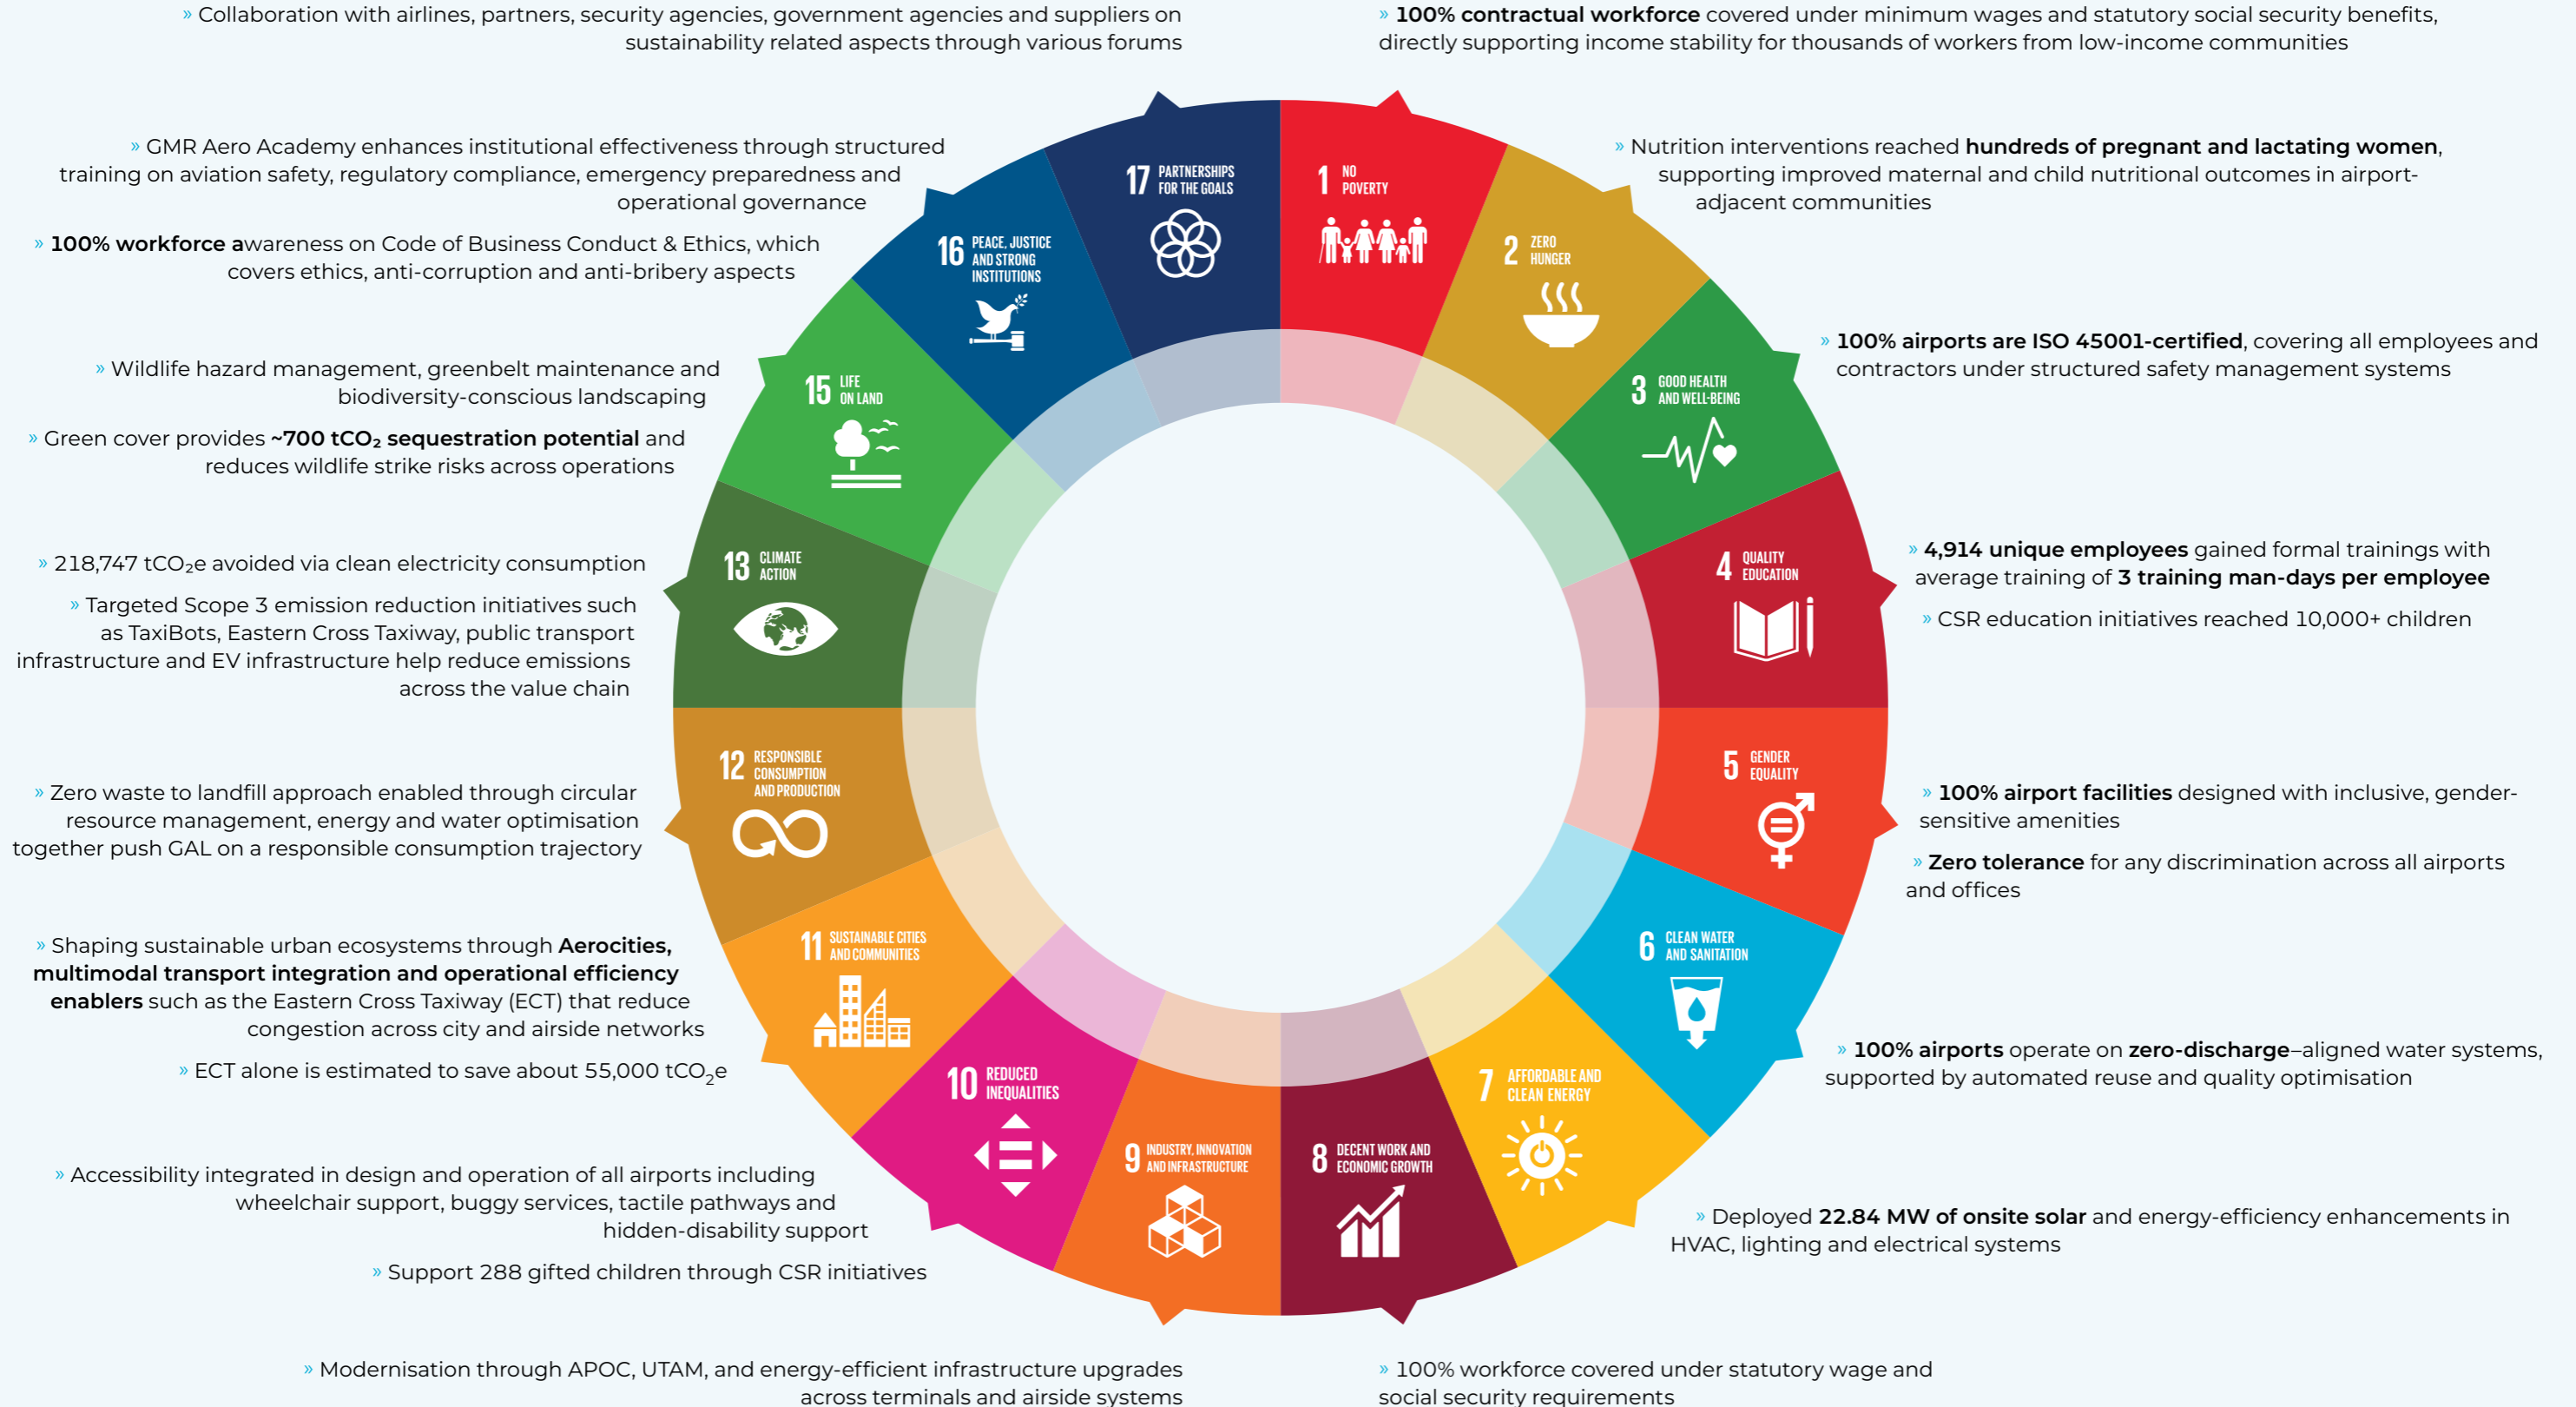 » Collaboration with airlines, partners, security agencies, government agencies and suppliers on
sustainability related aspects through various forums
» 100% contractual workforce covered under minimum wages and statutory social security benefits,
directly supporting income stability for thousands of workers from low-income communities
» GMR Aero Academy enhances institutional effectiveness through structured
training on aviation safety, regulatory compliance, emergency preparedness and
operational governance
» 100% workforce awareness on Code of Business Conduct & Ethics, which
covers ethics, anti-corruption and anti-bribery aspects
» Wildlife hazard management, greenbelt maintenance and
biodiversity-conscious landscaping
» Green cover provides ~700 tCO₂ sequestration potential and
reduces wildlife strike risks across operations
» 218,747 tCO₂e avoided via clean electricity consumption
» Targeted Scope 3 emission reduction initiatives such
as TaxiBots, Eastern Cross Taxiway, public transport
infrastructure and EV infrastructure help reduce emissions
across the value chain
» Zero waste to landfill approach enabled through circular
resource management, energy and water optimisation
together push GAL on a responsible consumption trajectory
» Shaping sustainable urban ecosystems through Aerocities,
multimodal transport integration and operational efficiency
enablers such as the Eastern Cross Taxiway (ECT) that reduce
congestion across city and airside networks
» ECT alone is estimated to save about 55,000 tCO₂e
» Accessibility integrated in design and operation of all airports including
wheelchair support, buggy services, tactile pathways and
hidden-disability support
» Support 288 gifted children through CSR initiatives
» Modernisation through APOC, UTAM, and energy-efficient infrastructure upgrades
across terminals and airside systems
17 PARTNERSHIPS
FOR THE GOALS
1 NO
POVERTY
16 PEACE, JUSTICE
AND STRONG
INSTITUTIONS
2 ZERO
HUNGER
15 LIFE
ON LAND
3 GOOD HEALTH
AND WELL-BEING
13 CLIMATE
ACTION
4 QUALITY
EDUCATION
12 RESPONSIBLE
CONSUMPTION
AND PRODUCTION
5 GENDER
EQUALITY
11 SUSTAINABLE CITIES
AND COMMUNITIES
6 CLEAN WATER
AND SANITATION
10 REDUCED
INEQUALITIES
7 AFFORDABLE AND
CLEAN ENERGY
9 INDUSTRY, INNOVATION
AND INFRASTRUCTURE
8 DECENT WORK AND
ECONOMIC GROWTH
» Nutrition interventions reached hundreds of pregnant and lactating women,
supporting improved maternal and child nutritional outcomes in airport-
adjacent communities
» 100% airports are ISO 45001-certified, covering all employees and
contractors under structured safety management systems
» 4,914 unique employees gained formal trainings with
average training of 3 training man-days per employee
» CSR education initiatives reached 10,000+ children
» 100% airport facilities designed with inclusive, gender-
sensitive amenities
» Zero tolerance for any discrimination across all airports
and offices
» 100% airports operate on zero-discharge–aligned water systems,
supported by automated reuse and quality optimisation
» Deployed 22.84 MW of onsite solar and energy-efficiency enhancements in
HVAC, lighting and electrical systems
» 100% workforce covered under statutory wage and
social security requirements